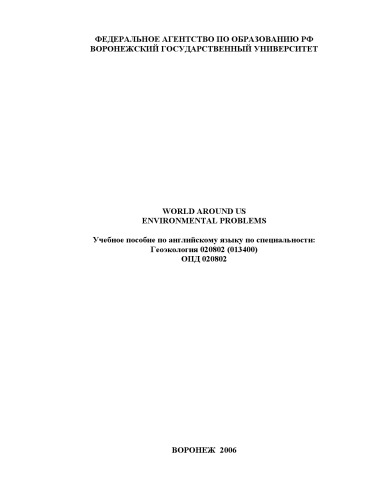 ФЕДЕРАЛЬНОЕ АГЕНТСТВО ПО ОБРАЗОВАНИЮ РФ
ВОРОНЕЖСКИЙ ГОСУДАРСТВЕННЫЙ УНИВЕРСИТЕТ
WORLD AROUND US
ENVIRONMENTAL PROBLEMS
Учебное пособие по английскому языку по специальности:
Геоэкология 020802 (013400)
ОПД 020802
ВОРОНЕЖ 2006